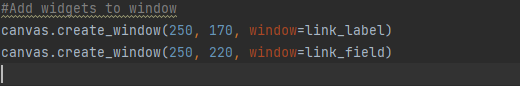 #Add widgets to window
canvas.create_window(250, 170, window=link_label)
canvas.create_window(250, 220, window=link_field)